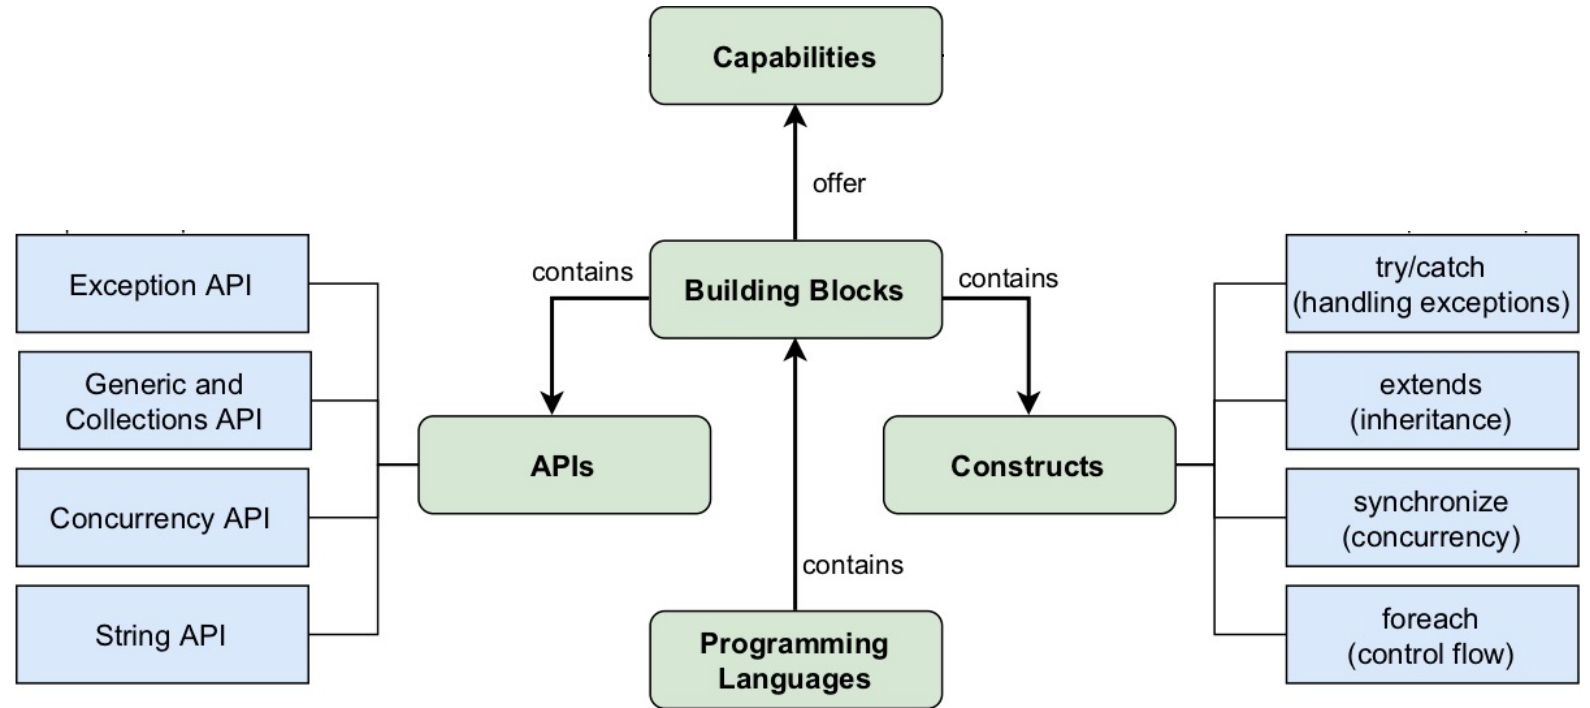 Capabilities
offer
Exception API
contains
Building Blocks
contains
try/catch
(handling exceptions)
Generic and
Collections API
extends
(inheritance)
APIs
Constructs
Concurrency API
synchronize
(concurrency)
contains
String API
Programming
Languages
foreach
(control flow)